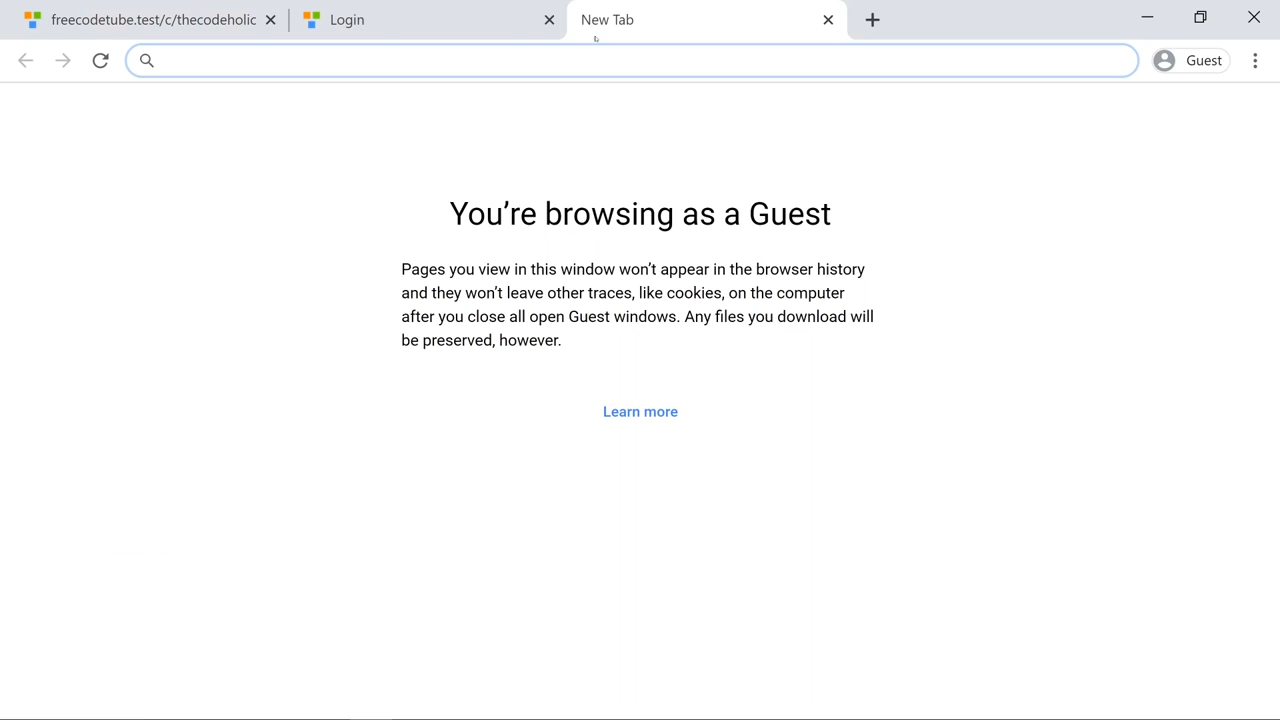 freecodetube.test/c/thecodeholic
Login
New Tab
Guest
You’re browsing as a Guest
Pages you view in this window won’t appear in the browser history
and they won’t leave other traces, like cookies, on the computer
after you close all open Guest windows. Any files you download will
be preserved, however.
Learn more